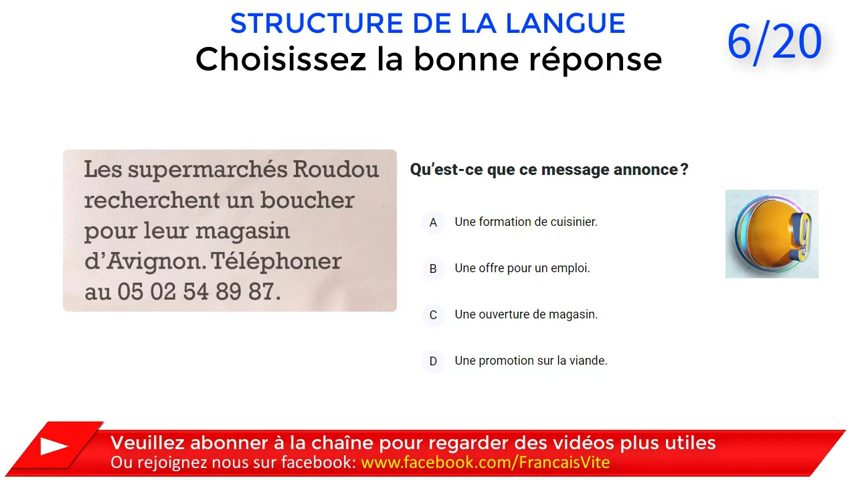 STRUCTURE DE LA LANGUE
Choisissez la bonne réponse
6/20
Les supermarchés Roudou
recherchent un boucher
pour leur magasin
d'Avignon. Téléphoner
au 05 02 54 89 87.
Qu'est-ce que ce message annonce ?
A Une formation de cuisinier.
B Une offre pour un emploi.
C Une ouverture de magasin.
D Une promotion sur la viande.
Veuillez abonner à la chaîne pour regarder des vidéos plus utiles
Ou rejoignez nous sur facebook: www.facebook.com/FrancaisVite